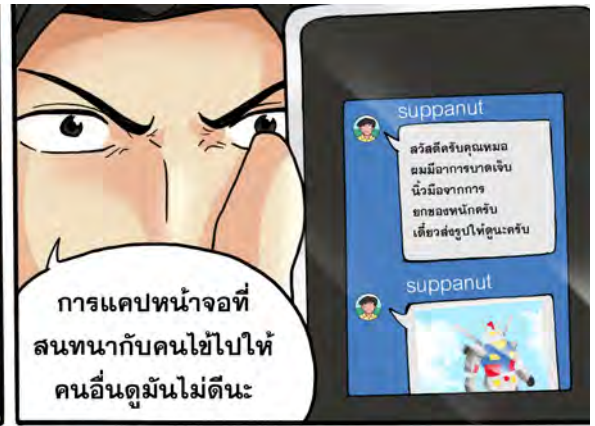 การแคปหน้าจอที่
สนทนากับคนไข้ไปให้
คนอื่นดูมันไม่ดีนะ
suppanut
สวัสดีครับคุณหมอ
ผมมีอาการบาดเจ็บ
นิ้วมือจากการ
ยกของหนักครับ
เดี๋ยวส่งรูปให้ดูนะครับ
suppanut